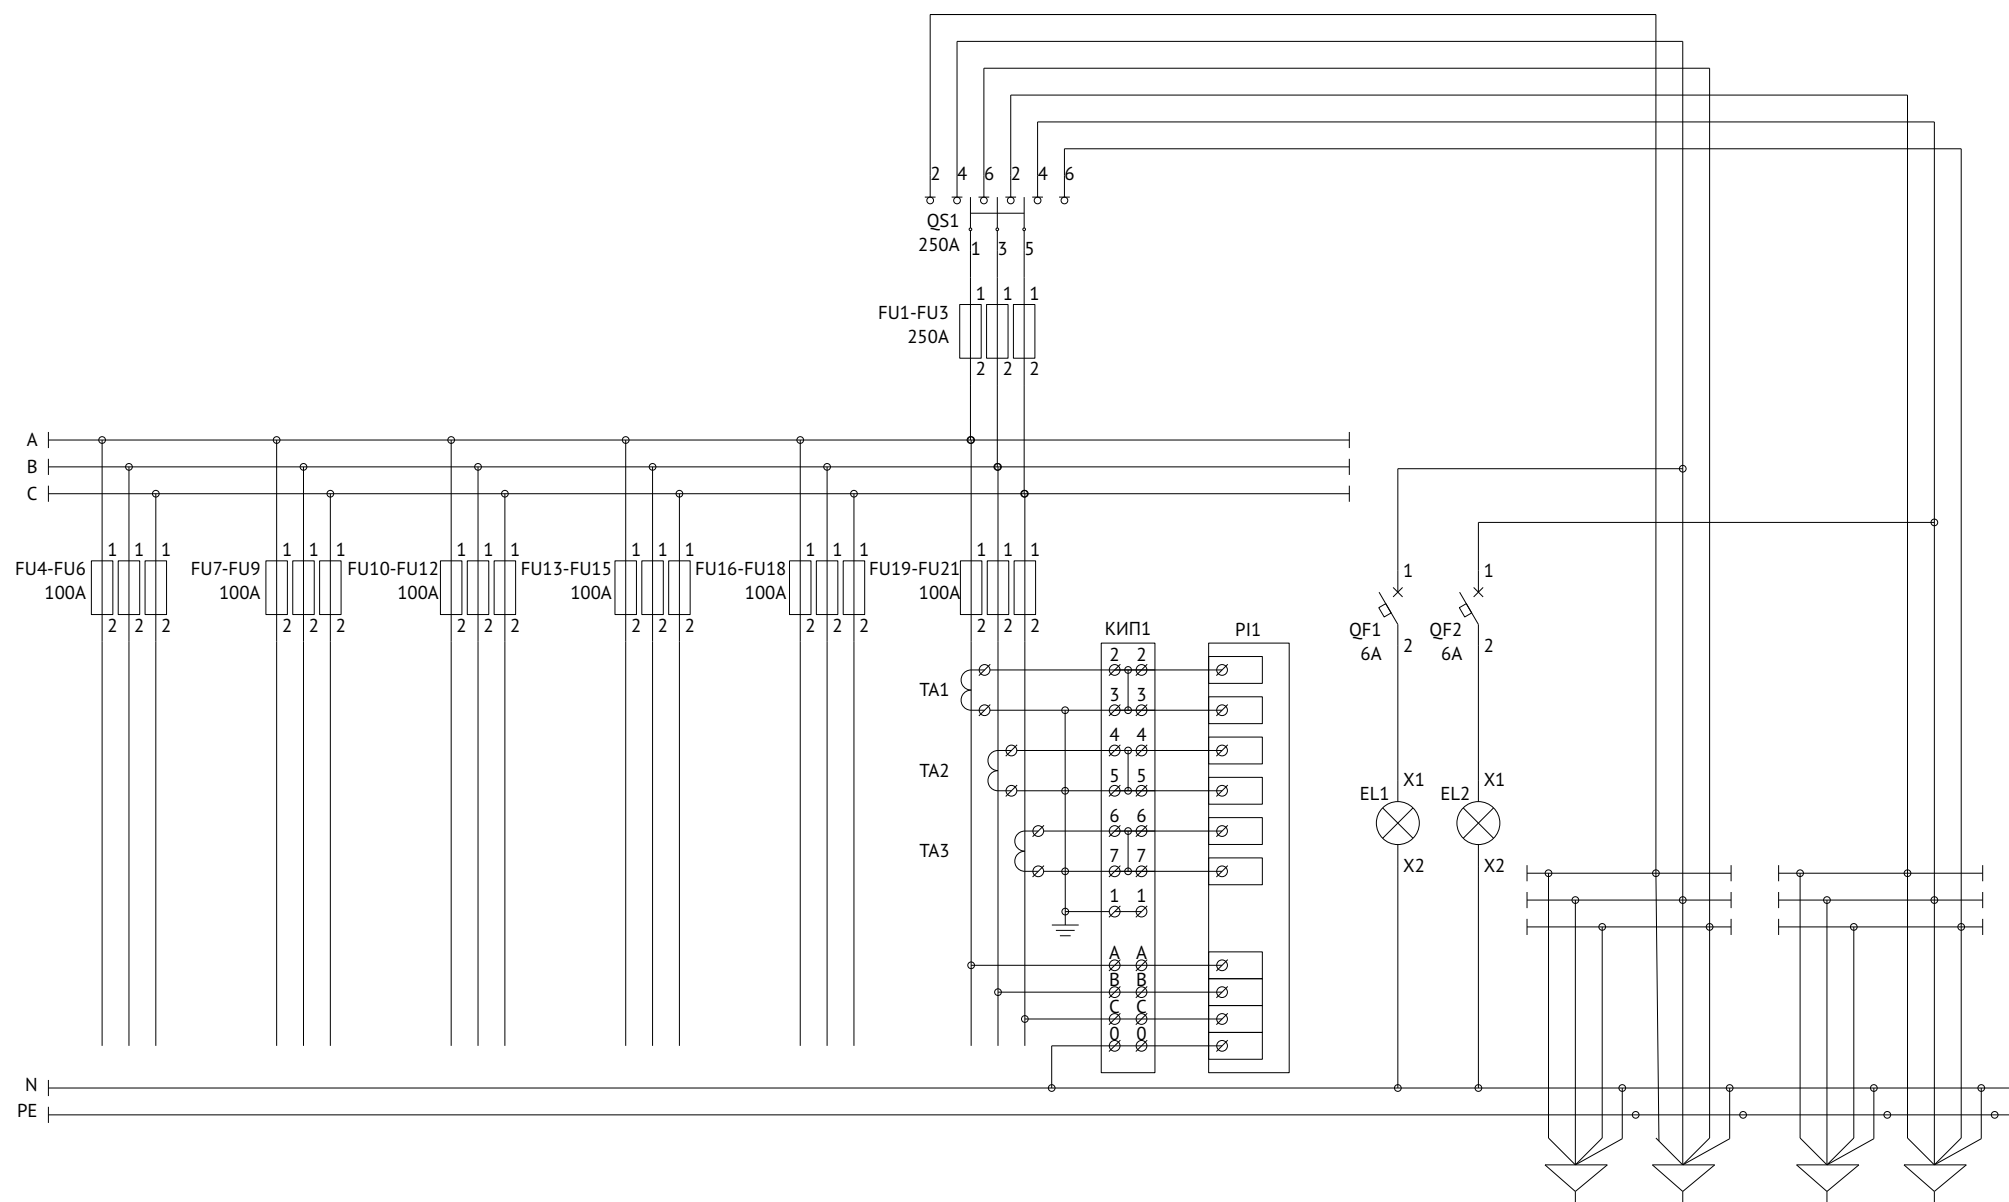 2 4 6 2 4 6
QS1
250A
1 3 5
1 1 1
FU1-FU3
250A
2 2 2
A
B
C
1 1 1 1 1 1 1 1 1 1 1 1 1 1 1 1 1 1
FU4-FU6 FU7-FU9 FU10-FU12 FU13-FU15 FU16-FU18 FU19-FU21
100A 100A 100A 100A 100A 100A
2 2 2 2 2 2 2 2 2 2 2 2 2 2 2 2 2 2
1 1
QF1 QF2
6A 2 6A 2
КИП1 PI1
2 2
TA1
3 3
4 4
TA2
5 5
6 6
TA3
7 7
1 1
A A
B B
C C
0 0
X1 X1
EL1 EL2
X2 X2
N
PE